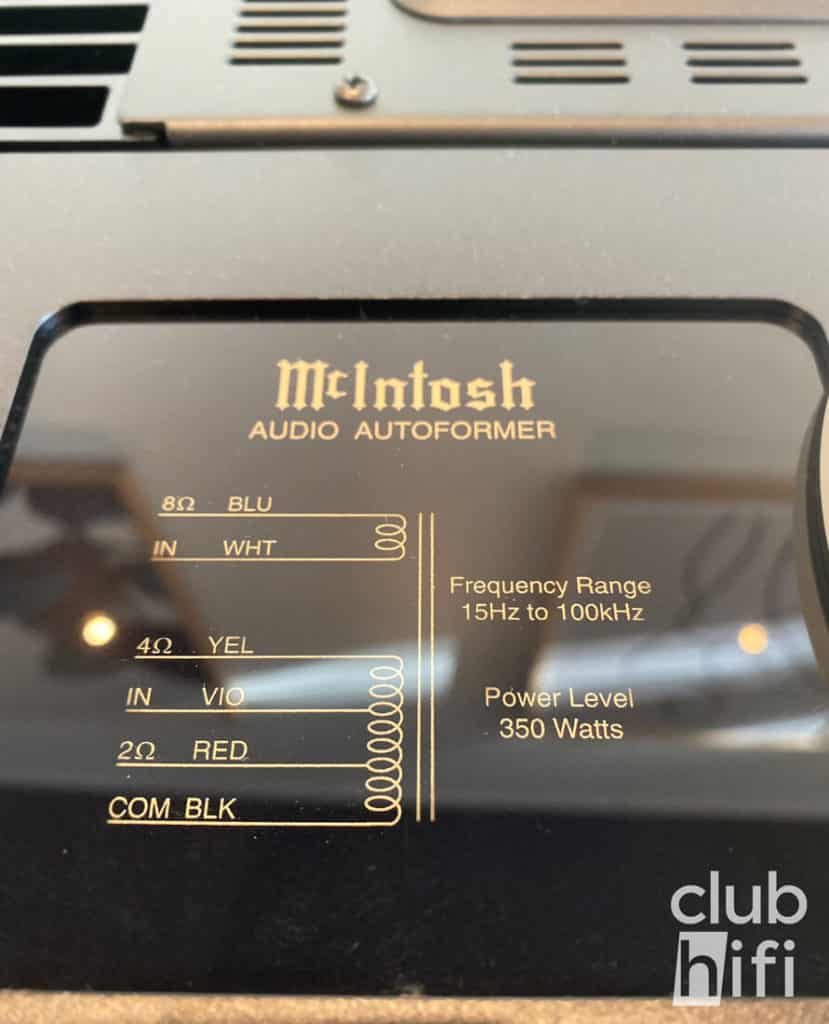 McIntosh
AUDIO AUTOFORMER
8Ω BLU
IN WHT
Frequency Range
15Hz to 100kHz
4Ω YEL
IN VIO
Power Level
350 Watts
2Ω RED
COM BLK
club
hifi